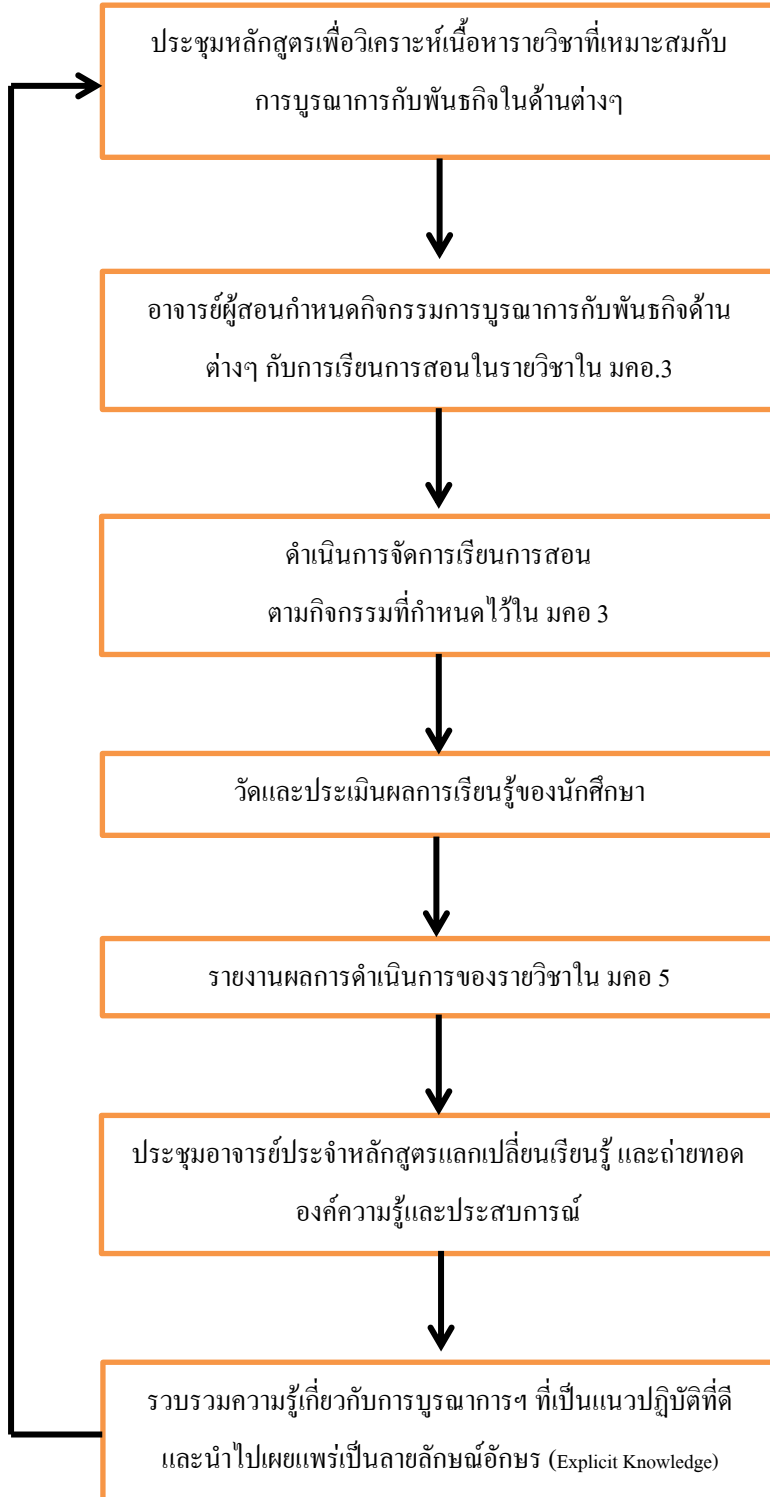 ประชุมหลักสูตรเพื่อวิเคราะห์เนื้อหารายวิชาที่เหมาะสมกับ
การบูรณาการกับพันธกิจในด้านต่างๆ
อาจารย์ผู้สอนกำหนดกิจกรรมการบูรณาการกับพันธกิจด้าน
ต่างๆ กับการเรียนการสอนในรายวิชาใน มคอ.3
ดำเนินการจัดการเรียนการสอน
ตามกิจกรรมที่กำหนดไว้ใน มคอ 3
วัดและประเมินผลการเรียนรู้ของนักศึกษา
รายงานผลการดำเนินการของรายวิชาใน มคอ 5
ประชุมอาจารย์ประจำหลักสูตรแลกเปลี่ยนเรียนรู้ และถ่ายทอด
องค์ความรู้และประสบการณ์
รวบรวมความรู้เกี่ยวกับการบูรณาการฯ ที่เป็นแนวปฏิบัติที่ดี
และนำไปเผยแพร่เป็นลายลักษณ์อักษร (Explicit Knowledge)